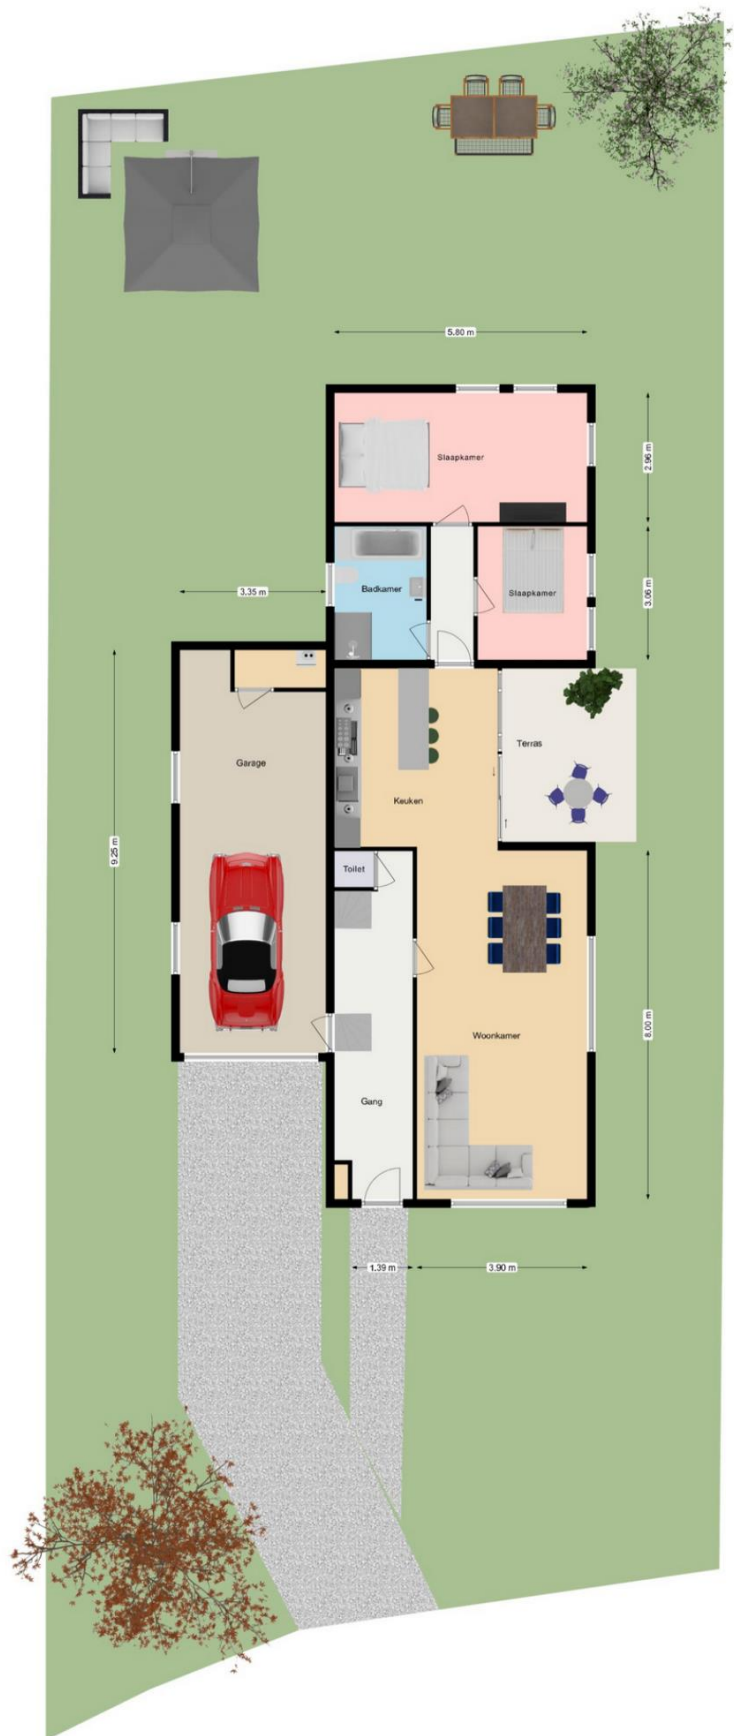 5.80 m
Slaapkamer
2.96 m
3.35 m
Badkamer
Slaapkamer
3.06 m
Terras
Garage
Keuken
9.25 m
Toilet
8.00 m
Woonkamer
Gang
1.39 m
3.90 m